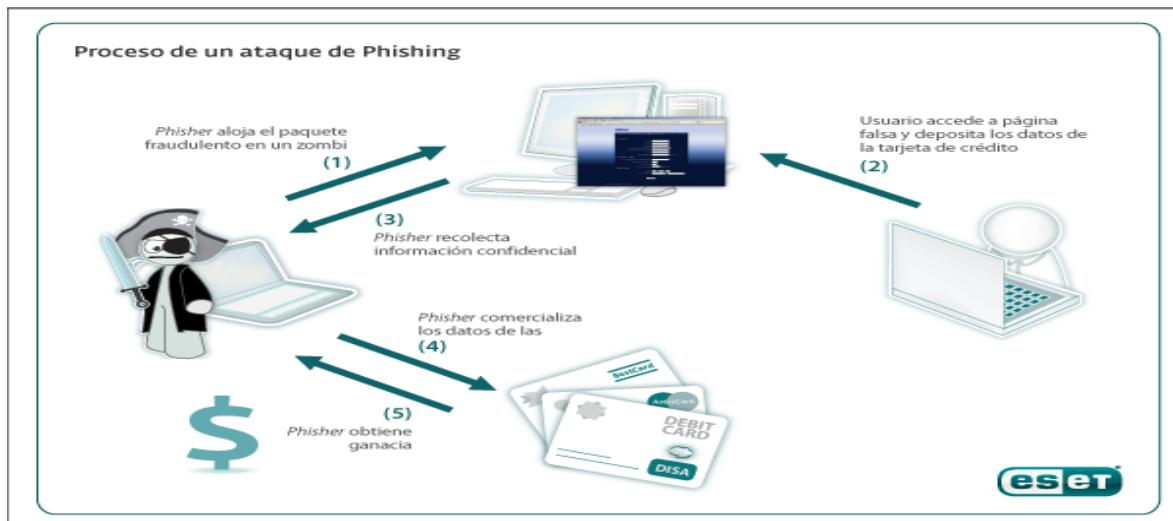 Proceso de un ataque de Phishing
Phisher aloja el paquete
fraudulento en un zombi
(1)
Usuario accede a página
falsa y deposita los datos de
la tarjeta de crédito
(2)
(3)
Phisher recolecta
información confidencial
Phisher comercializa
los datos de las
(4)
(5)
Phisher obtiene
ganacia
$
BestCard
DEBIT
CARD
DISA
eseT